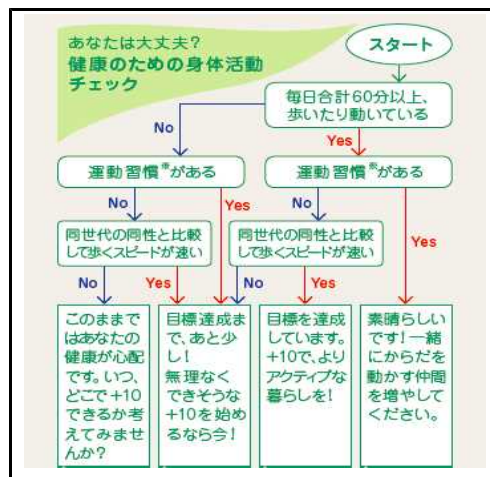 あなたは大丈夫?
健康のための身体活動
チェック
スタート
毎日合計60分以上、
歩いたり動いている
No
Yes
運動習慣※がある
運動習慣※がある
No
Yes
No
Yes
同世代の同性と比較
して歩くスピードが速い
同世代の同性と比較
して歩くスピードが速い
No
Yes
No
Yes
このままで
はあなたの
健康が心配
です。いつ、
どこで+10
できるか考
えてみませ
んか?
目標達成ま
で、あと少
し!
無理なく
できそうな
+10を始め
るなら今!
目標を達成
しています。
+10で、より
アクティブな
暮らしを!
素晴らしい
です!一緒
にからだを
動かす仲間
を増やして
ください。